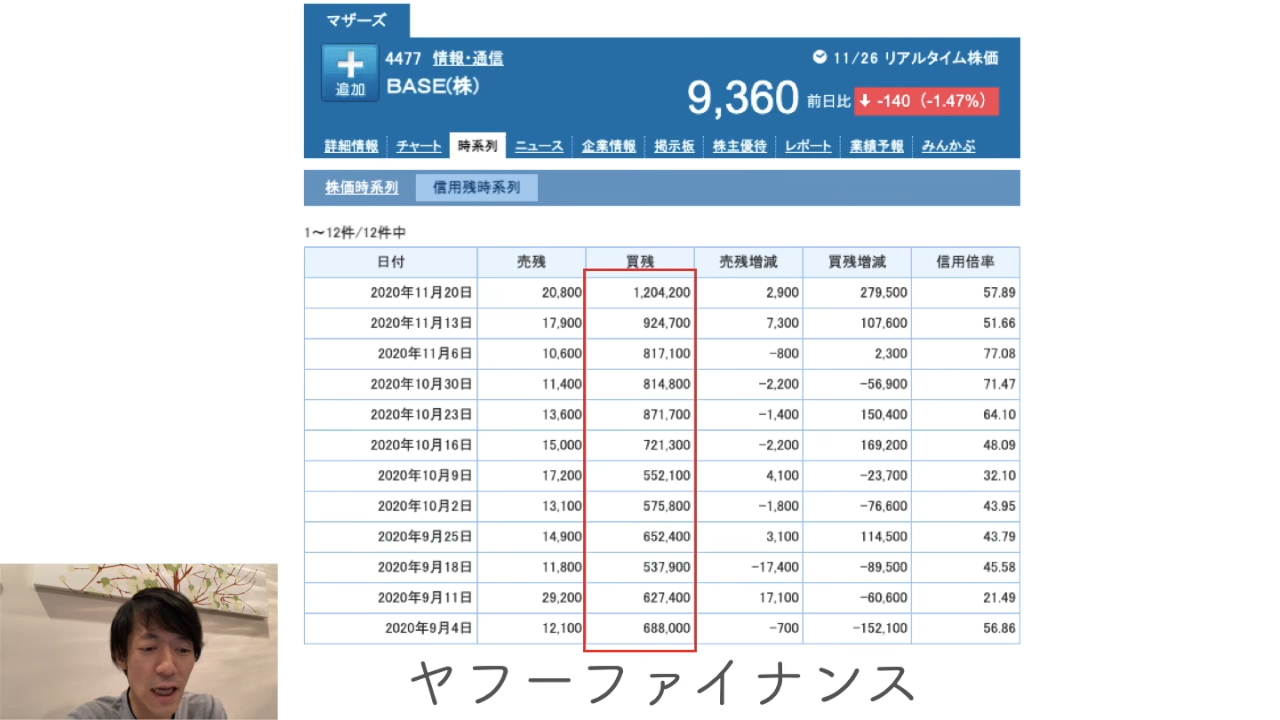 マザーズ
追加
4477 情報・通信
BASE(株)
11/26 リアルタイム株価
9,360 前日比 -140 (-1.47%)
詳細情報 チャート 時系列 ニュース 企業情報 掲示板 株主優待 レポート 業績予報 みんかぶ
株価時系列 信用残時系列
1～12件/12件中
日付 売残 買残 売残増減 買残増減 信用倍率
2020年11月20日 20,800 1,204,200 2,900 279,500 57.89
2020年11月13日 17,900 924,700 7,300 107,600 51.66
2020年11月6日 10,600 817,100 -800 2,300 77.08
2020年10月30日 11,400 814,800 -2,200 -56,900 71.47
2020年10月23日 13,600 871,700 -1,400 150,400 64.10
2020年10月16日 15,000 721,300 -2,200 169,200 48.09
2020年10月9日 17,200 552,100 4,100 -23,700 32.10
2020年10月2日 13,100 575,800 -1,800 -76,600 43.95
2020年9月25日 14,900 652,400 3,100 114,500 43.79
2020年9月18日 11,800 537,900 -17,400 -89,500 45.58
2020年9月11日 29,200 627,400 17,100 -60,600 21.49
2020年9月4日 12,100 688,000 -700 -152,100 56.86
ヤフーファイナンス